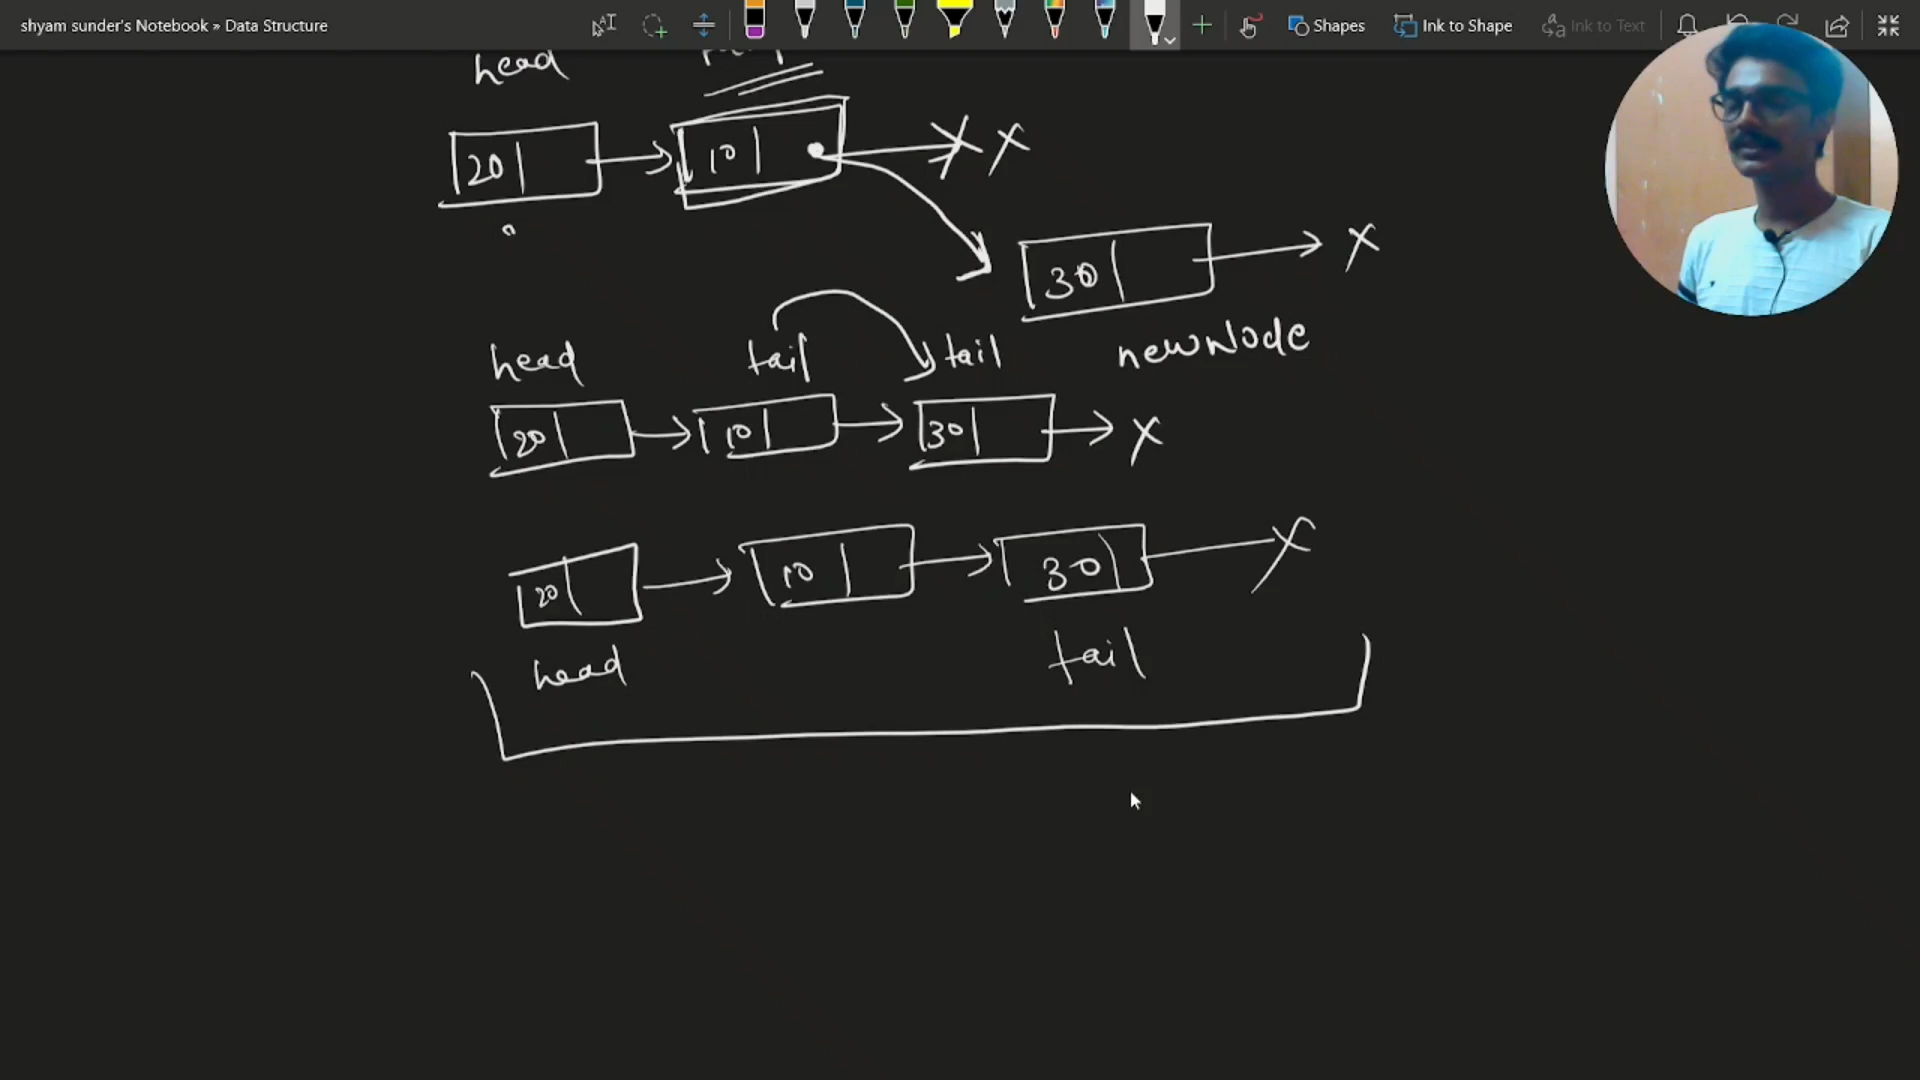 shyam sunder's Notebook » Data Structure
Shapes Ink to Shape Ink to Text
head
20 10 X X
30 X
newNode
head tail tail
20 10 30 X
20 10 30 X
head tail